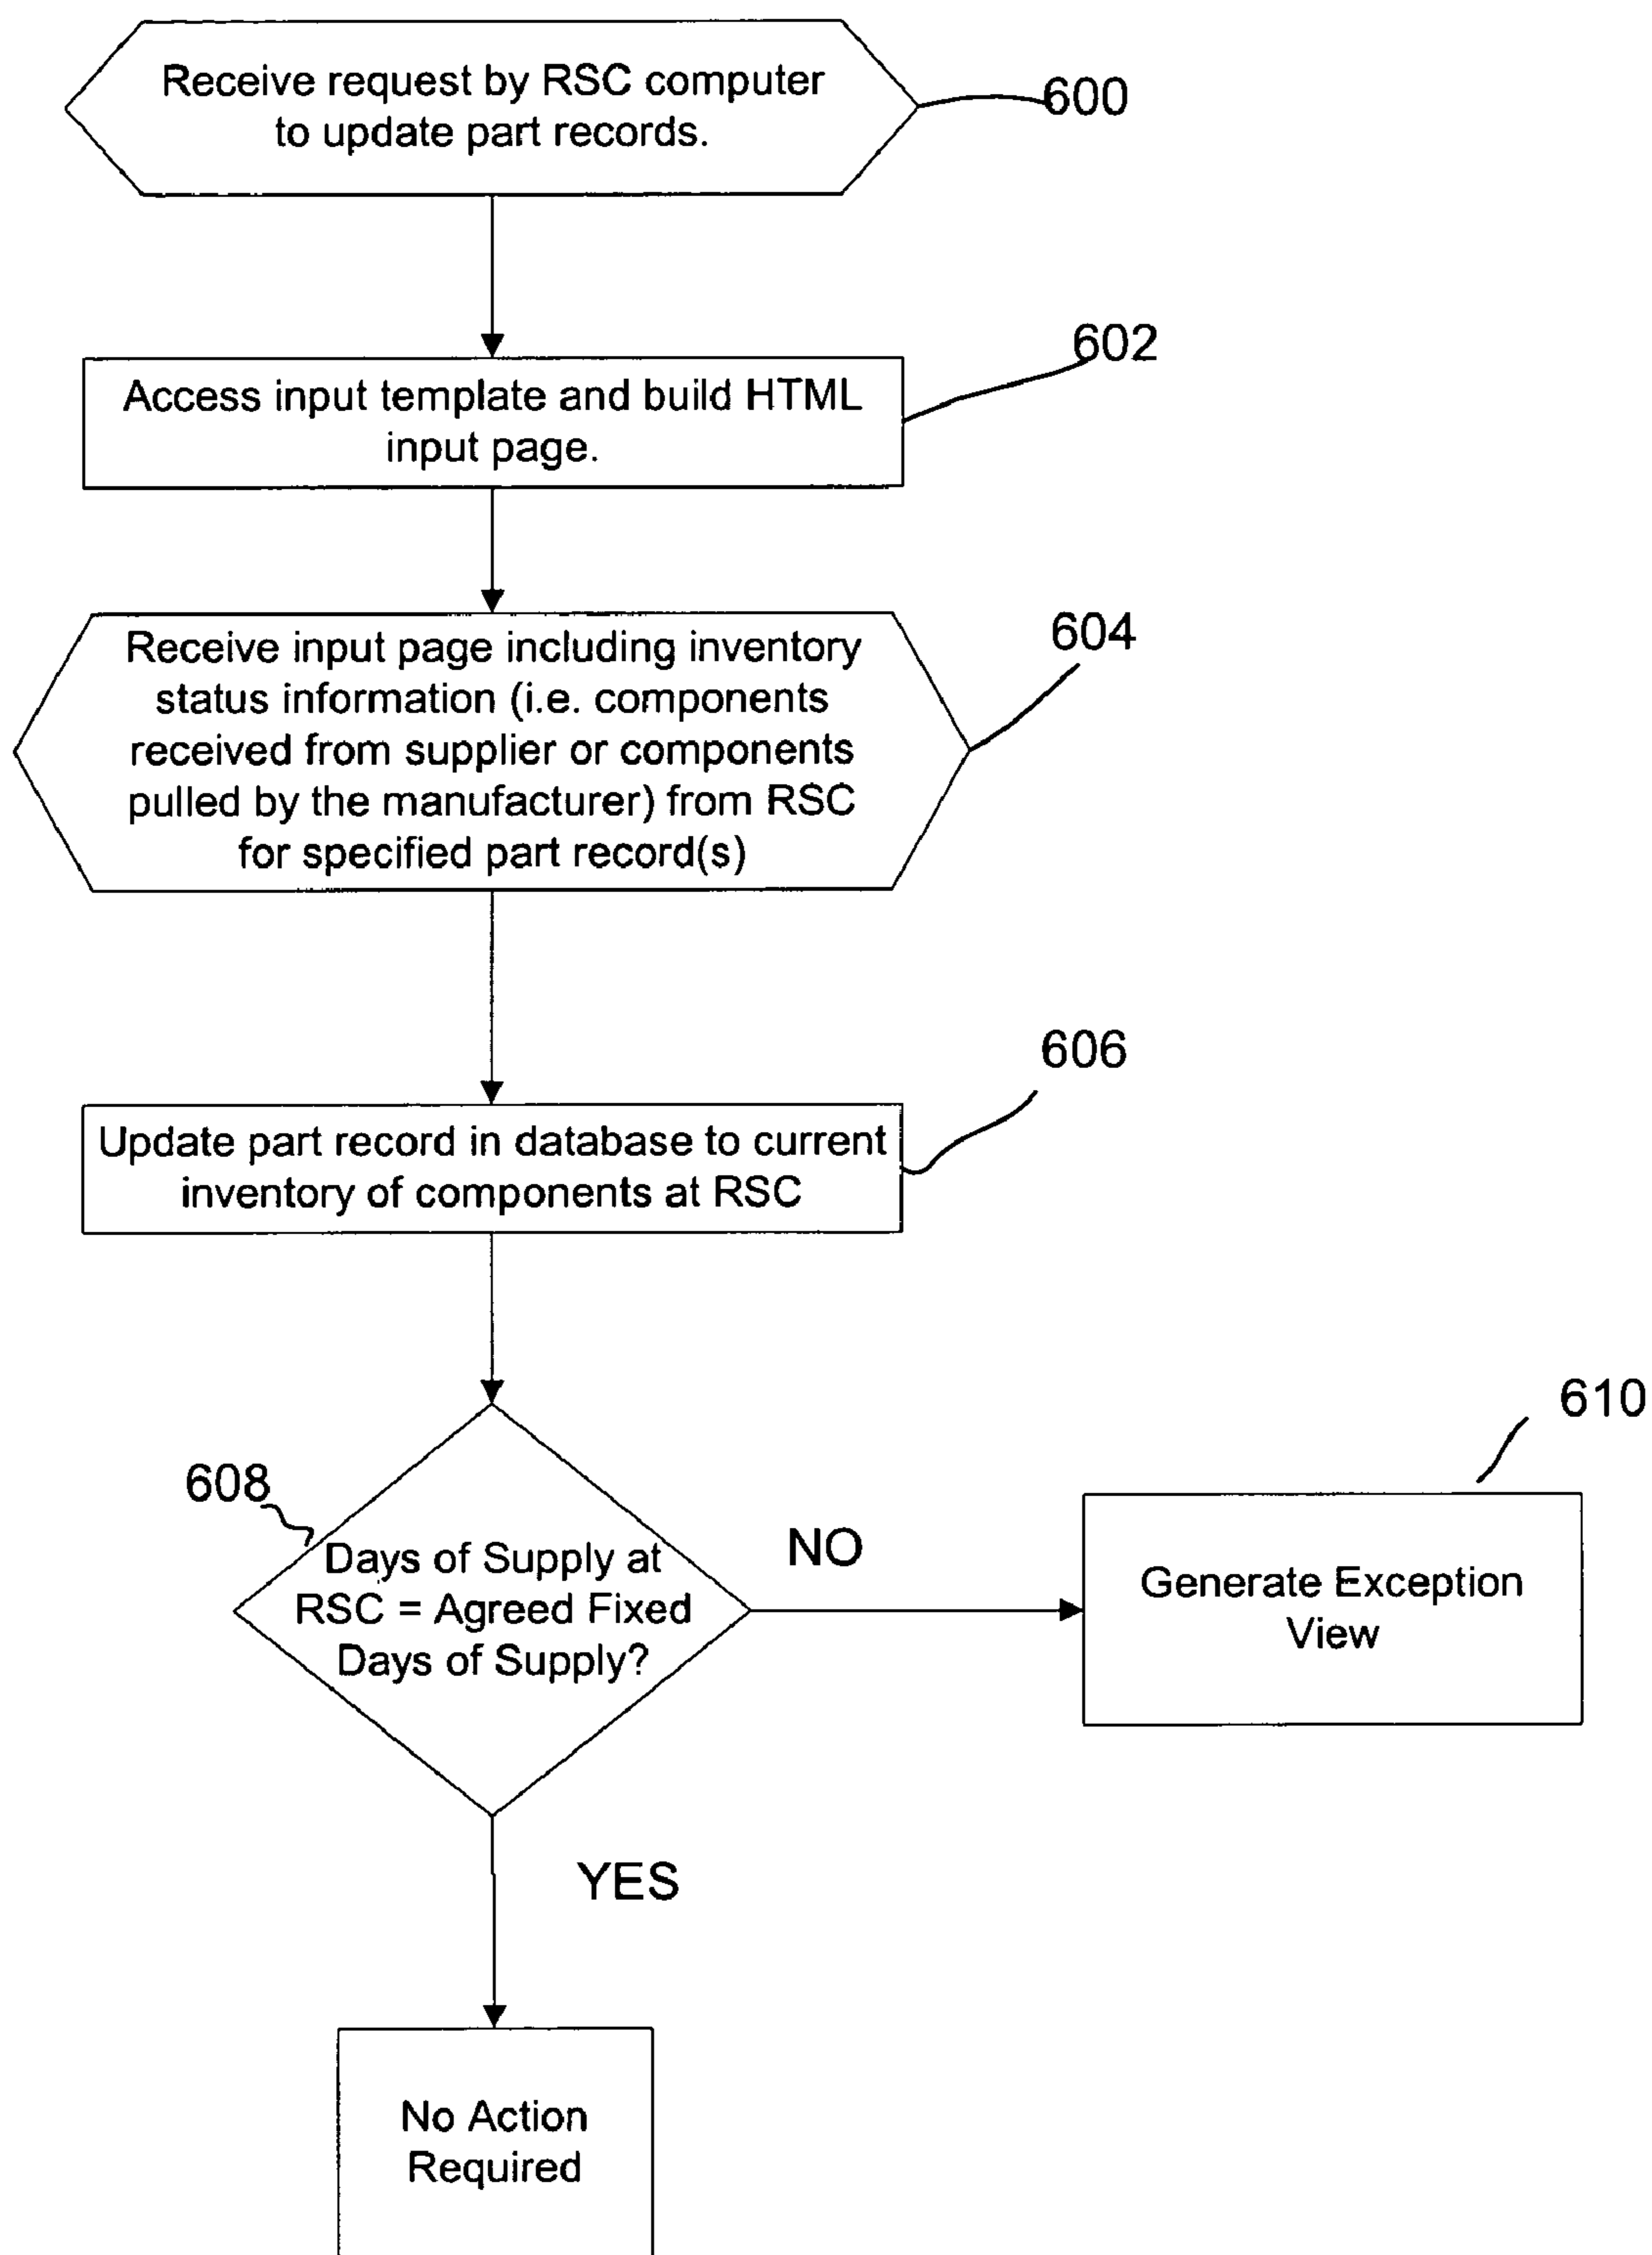 Receive request by RSC computer
to update part records.
600
602
Access input template and build HTML
input page.
604
Receive input page including inventory
status information (i.e. components
received from supplier or components
pulled by the manufacturer) from RSC
for specified part record(s)
606
Update part record in database to current
inventory of components at RSC
610
608
Days of Supply at
RSC = Agreed Fixed
Days of Supply?
NO
Generate Exception
View
YES
No Action
Required